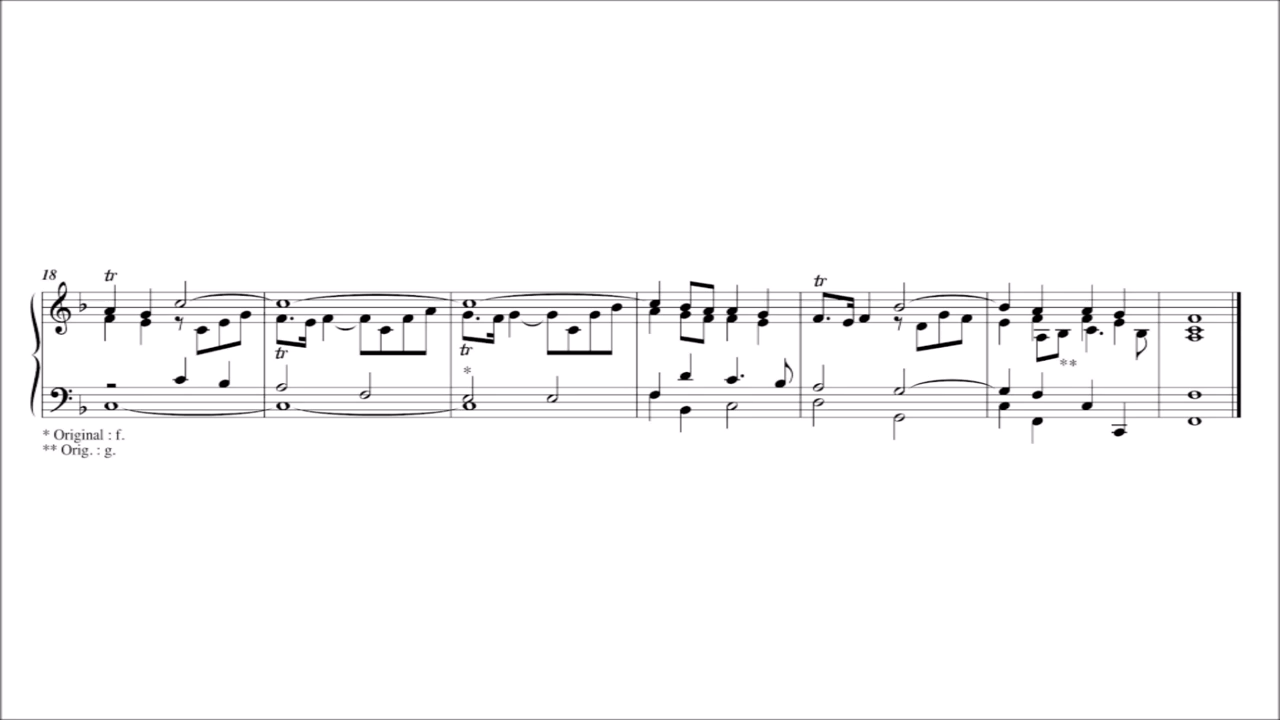 18
tr
tr
tr
tr
*
**
* Original : f.
** Orig. : g.